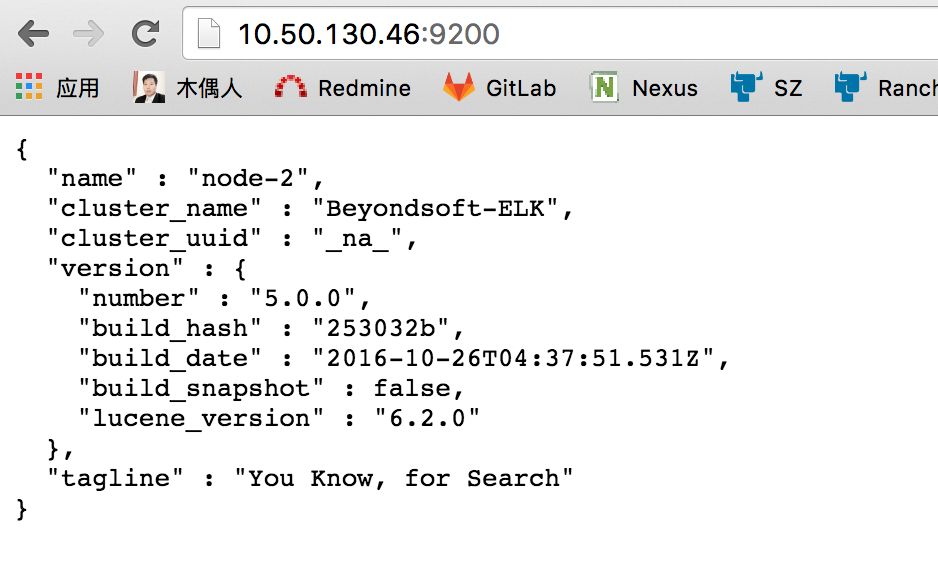 10.50.130.46:9200
应用 木偶人 Redmine GitLab Nexus SZ Ranch
{
  "name" : "node-2",
  "cluster_name" : "Beyondsoft-ELK",
  "cluster_uuid" : "_na_",
  "version" : {
    "number" : "5.0.0",
    "build_hash" : "253032b",
    "build_date" : "2016-10-26T04:37:51.531Z",
    "build_snapshot" : false,
    "lucene_version" : "6.2.0"
  },
  "tagline" : "You Know, for Search"
}